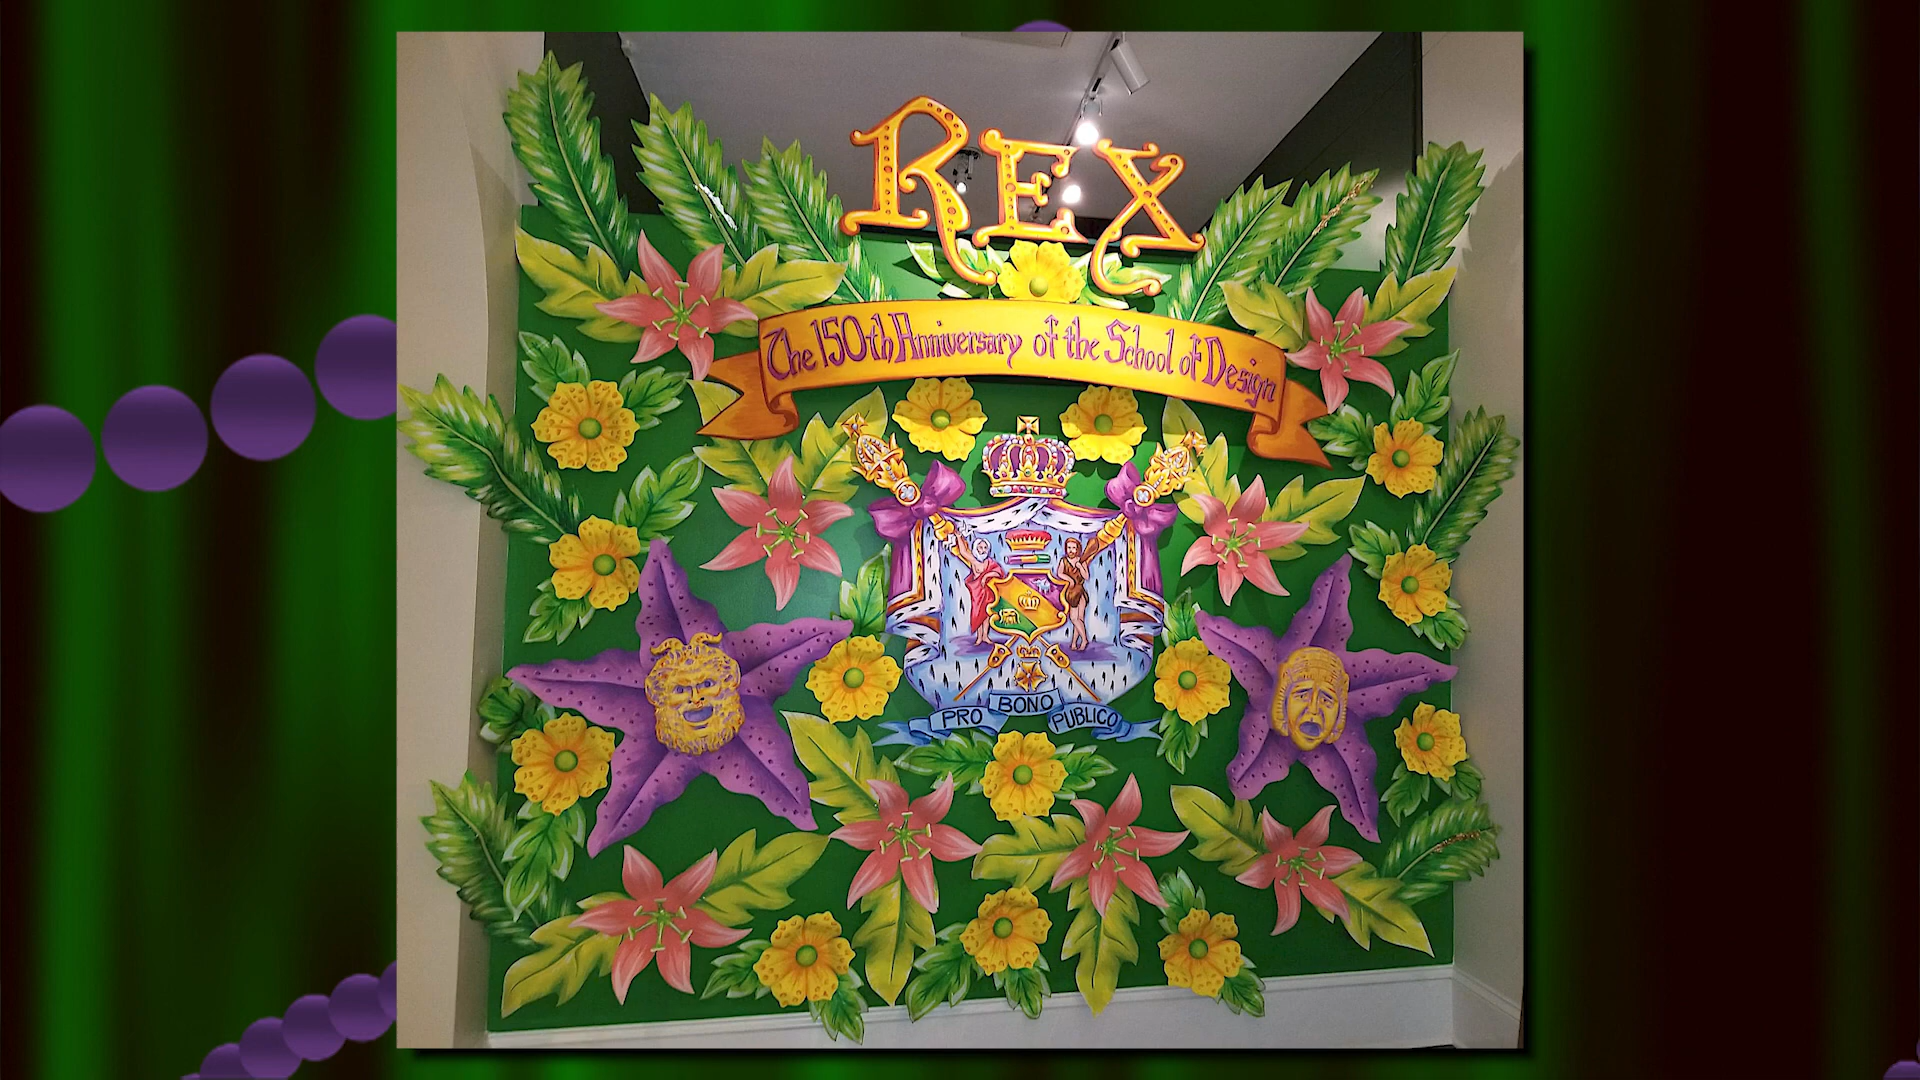 REX
The 150th Anniversary of the School of Design
PRO BONO PUBLICO